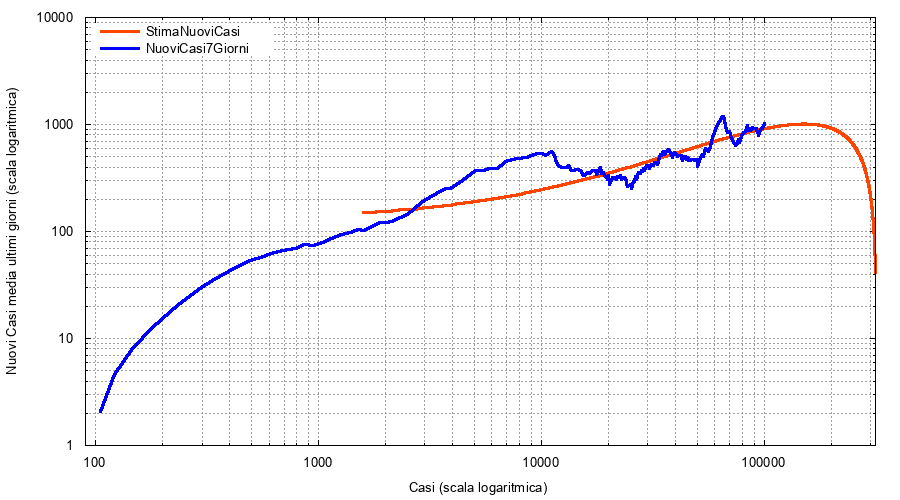 StimaNuoviCasi
NuoviCasi7Giorni
10000
1000
100
10
1
Nuovi Casi media ultimi giorni (scala logaritmica)
100 1000 10000 100000
Casi (scala logaritmica)